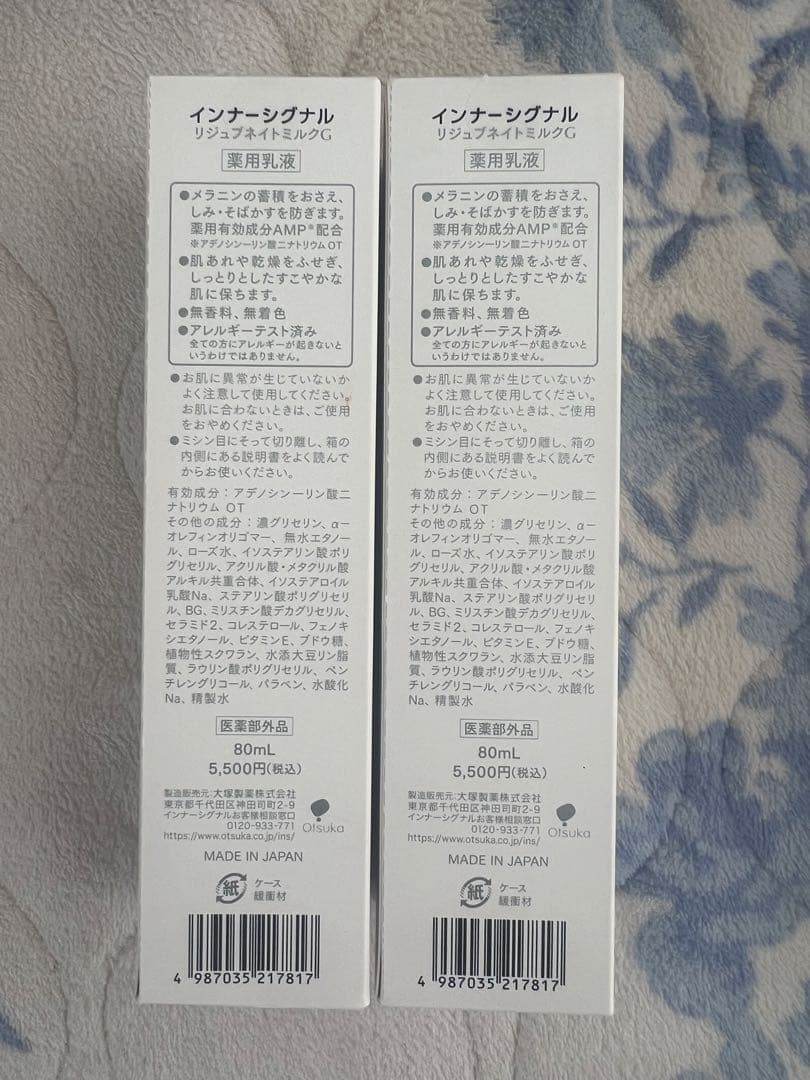 インナーシグナル
リジュブネイトミルクG
薬用乳液
●メラニンの蓄積をおさえ、
しみ・そばかすを防ぎます。
薬用有効成分AMP※配合
※アデノシン一リン酸二ナトリウム OT
●肌あれや乾燥をふせぎ、
しっとりとしたすこやかな
肌に保ちます。
●無香料、無着色
●アレルギーテスト済み
全ての方にアレルギーが起きないと
いうわけではありません。
●お肌に異常が生じていないか
よく注意して使用してください。
お肌に合わないときは、ご使用
をおやめください。
●ミシン目にそって切り離し、箱の
内側にある説明書をよく読んで
からお使いください。
有効成分：アデノシン一リン酸二
ナトリウム OT
その他の成分：濃グリセリン、α－
オレフィンオリゴマー、無水エタノ
ール、ローズ水、イソステアリン酸ポリ
グリセリル、アクリル酸・メタクリル酸
アルキル共重合体、イソステアロイル
乳酸Na、ステアリン酸ポリグリセリ
ル、BG、ミリスチン酸デカグリセリル、
セラミド2、コレステロール、フェノキ
シエタノール、ビタミンE、ブドウ糖、
植物性スクワラン、水添大豆リン脂
質、ラウリン酸ポリグリセリル、ペン
チレングリコール、パラベン、水酸化
Na、精製水
医薬部外品
80mL
5,500円(税込)
製造販売元：大塚製薬株式会社
東京都千代田区神田司町2-9
インナーシグナルお客様相談窓口
0120-933-771
https://www.otsuka.co.jp/ins/
Otsuka
MADE IN JAPAN
紙
ケース
緩衝材
4 987035 217817
インナーシグナル
リジュブネイトミルクG
薬用乳液
●メラニンの蓄積をおさえ、
しみ・そばかすを防ぎます。
薬用有効成分AMP※配合
※アデノシン一リン酸二ナトリウム OT
●肌あれや乾燥をふせぎ、
しっとりとしたすこやかな
肌に保ちます。
●無香料、無着色
●アレルギーテスト済み
全ての方にアレルギーが起きないと
いうわけではありません。
●お肌に異常が生じていないか
よく注意して使用してください。
お肌に合わないときは、ご使用
をおやめください。
●ミシン目にそって切り離し、箱の
内側にある説明書をよく読んで
からお使いください。
有効成分：アデノシン一リン酸二
ナトリウム OT
その他の成分：濃グリセリン、α－
オレフィンオリゴマー、無水エタノ
ール、ローズ水、イソステアリン酸ポリ
グリセリル、アクリル酸・メタクリル酸
アルキル共重合体、イソステアロイル
乳酸Na、ステアリン酸ポリグリセリ
ル、BG、ミリスチン酸デカグリセリル、
セラミド2、コレステロール、フェノキ
シエタノール、ビタミンE、ブドウ糖、
植物性スクワラン、水添大豆リン脂
質、ラウリン酸ポリグリセリル、ペン
チレングリコール、パラベン、水酸化
Na、精製水
医薬部外品
80mL
5,500円(税込)
製造販売元：大塚製薬株式会社
東京都千代田区神田司町2-9
インナーシグナルお客様相談窓口
0120-933-771
https://www.otsuka.co.jp/ins/
Otsuka
MADE IN JAPAN
紙
ケース
緩衝材
4 987035 217817